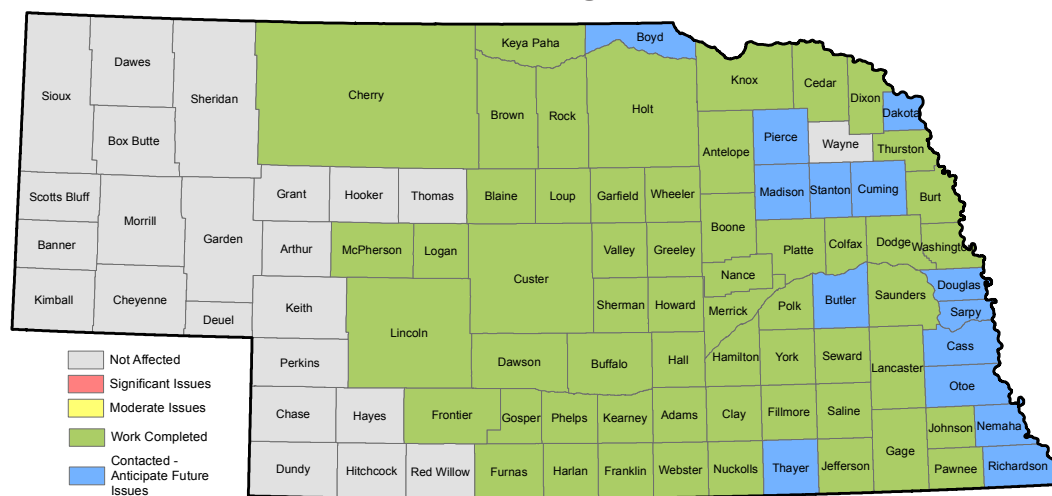 Boyd
Keya Paha
Dawes
Sioux
Sheridan
Cherry
Knox
Cedar
Dixon
Brown
Rock
Holt
Dakota
Box Butte
Pierce
Wayne
Antelope
Thurston
Scotts Bluff
Grant
Hooker
Thomas
Blaine
Loup
Garfield
Wheeler
Madison
Stanton
Cuming
Burt
Morrill
Banner
Garden
Arthur
McPherson
Logan
Valley
Greeley
Boone
Platte
Colfax
Dodge
Washington
Custer
Nance
Kimball
Cheyenne
Deuel
Keith
Lincoln
Sherman
Howard
Merrick
Polk
Butler
Saunders
Douglas
Sarpy
Perkins
Dawson
Buffalo
Hall
Hamilton
York
Seward
Lancaster
Cass
Otoe
Chase
Hayes
Frontier
Gosper
Phelps
Kearney
Adams
Clay
Fillmore
Saline
Johnson
Nemaha
Dundy
Hitchcock
Red Willow
Furnas
Harlan
Franklin
Webster
Nuckolls
Thayer
Jefferson
Gage
Pawnee
Richardson
Not Affected
Significant Issues
Moderate Issues
Work Completed
Contacted -
Anticipate Future
Issues